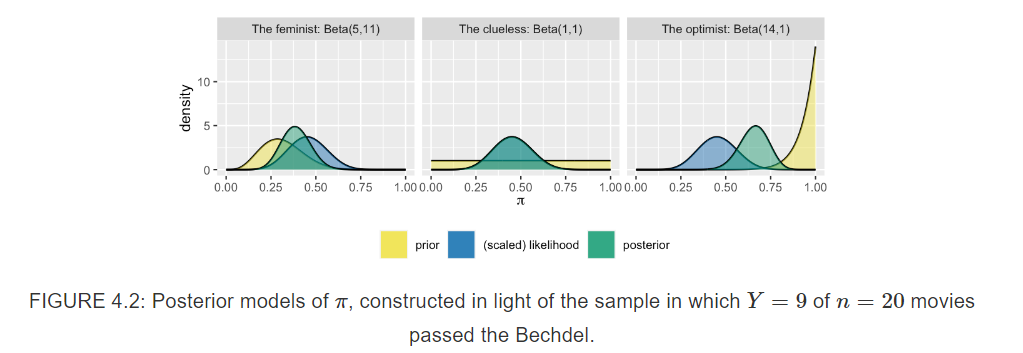 The feminist: Beta(5,11) The clueless: Beta(1,1) The optimist: Beta(14,1)
density
10
5
0
0.00 0.25 0.50 0.75 1.00 0.00 0.25 0.50 0.75 1.00 0.00 0.25 0.50 0.75 1.00
π
prior (scaled) likelihood posterior
FIGURE 4.2: Posterior models of π, constructed in light of the sample in which Y = 9 of n = 20 movies
passed the Bechdel.